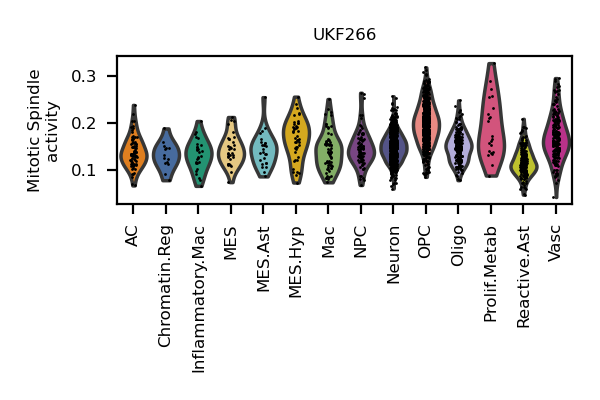 UKF266
Mitotic Spindle
activity
0.3
0.2
0.1
AC
Chromatin.Reg
Inflammatory.Mac
MES
MES.Ast
MES.Hyp
Mac
NPC
Neuron
OPC
Oligo
Prolif.Metab
Reactive.Ast
Vasc